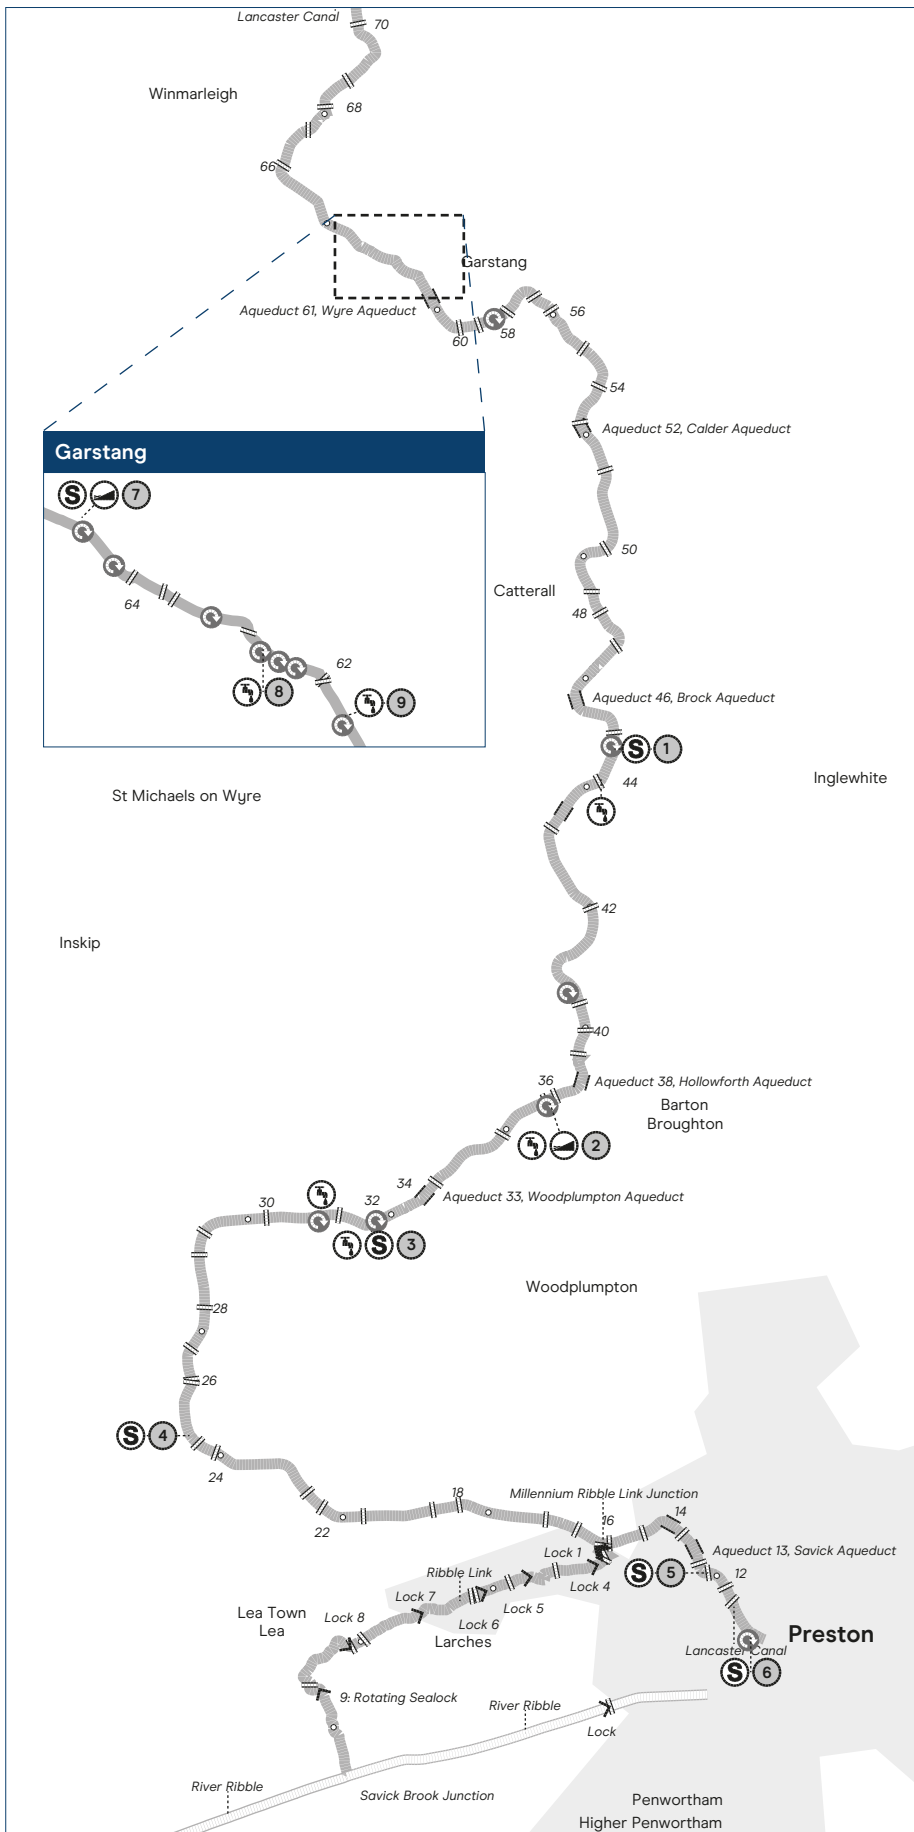 Lancaster Canal
70
Winmarleigh
68
66
Garstang
Aqueduct 61, Wyre Aqueduct
56
60
58
54
Aqueduct 52, Calder Aqueduct
Garstang
S 7
50
Catterall
64
48
62
8
9
Aqueduct 46, Brock Aqueduct
S 1
44
Inglewhite
St Michaels on Wyre
42
Inskip
40
36
Aqueduct 38, Hollowforth Aqueduct
Barton
Broughton
2
34
Aqueduct 33, Woodplumpton Aqueduct
30
32
S 3
Woodplumpton
28
26
S 4
24
22
18
Millennium Ribble Link Junction
16
14
Lock 1
Aqueduct 13, Savick Aqueduct
Ribble Link
Lock 4
S 5
12
Lock 7
Lock 5
Lock 6
Lea Town
Lea
Lock 8
Larches
Preston
Lancaster Canal
S 6
9: Rotating Sealock
River Ribble
Lock
River Ribble
Savick Brook Junction
Penwortham
Higher Penwortham